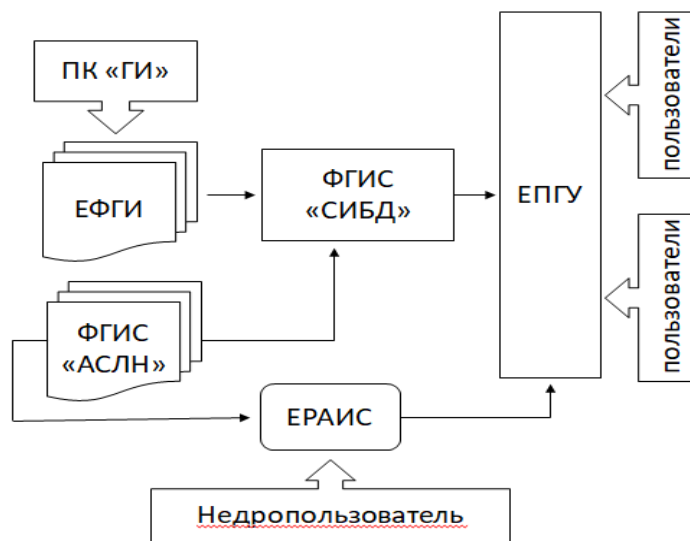 ПК «ГИ»
ЕФГИ
ФГИС
«СИБД»
ЕПГУ
пользователи
пользователи
ФГИС
«АСЛН»
ЕРАИС
Недропользователь